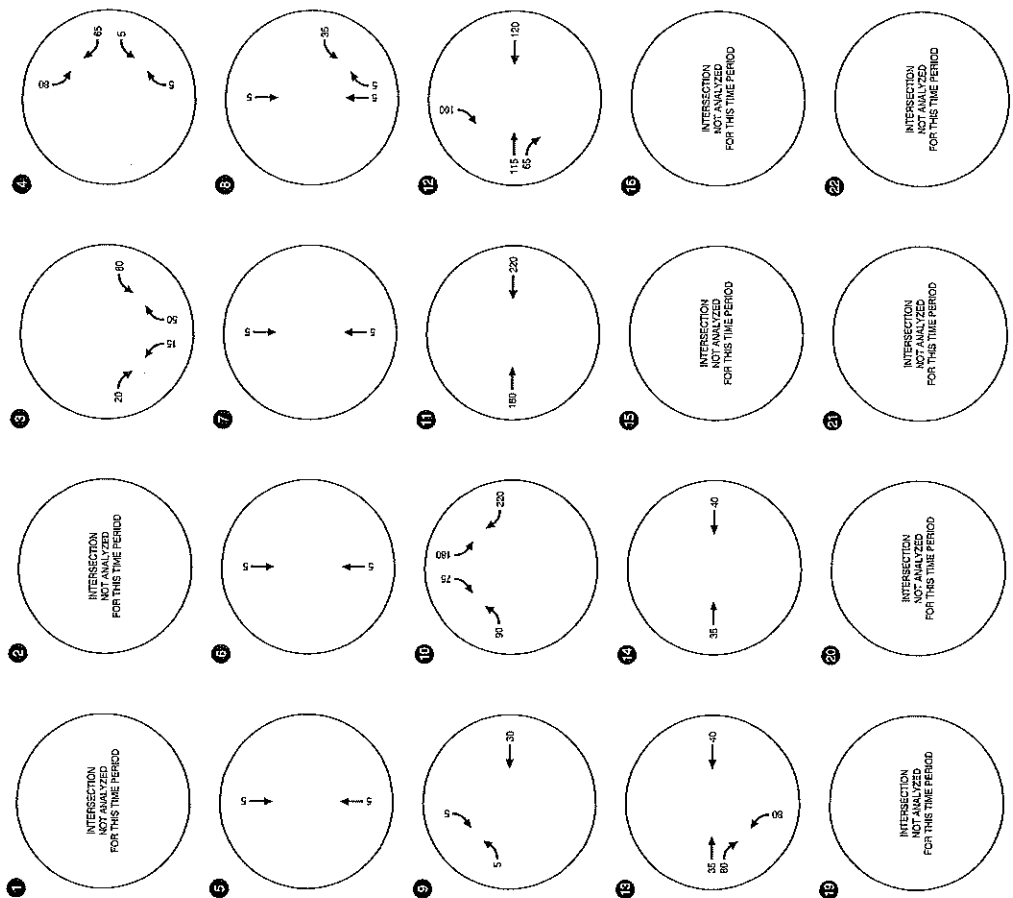 1
INTERSECTION
NOT ANALYZED
FOR THIS TIME PERIOD
2
INTERSECTION
NOT ANALYZED
FOR THIS TIME PERIOD
3
20
15
50
60
4
80
65
5
5
5
5
5
6
5
5
7
5
5
8
5
35
5
5
9
5
5
30
10
180
75
90
220
11
180
220
12
100
115
65
120
13
35
80
80
40
14
35
40
15
INTERSECTION
NOT ANALYZED
FOR THIS TIME PERIOD
16
INTERSECTION
NOT ANALYZED
FOR THIS TIME PERIOD
19
INTERSECTION
NOT ANALYZED
FOR THIS TIME PERIOD
20
INTERSECTION
NOT ANALYZED
FOR THIS TIME PERIOD
21
INTERSECTION
NOT ANALYZED
FOR THIS TIME PERIOD
22
INTERSECTION
NOT ANALYZED
FOR THIS TIME PERIOD